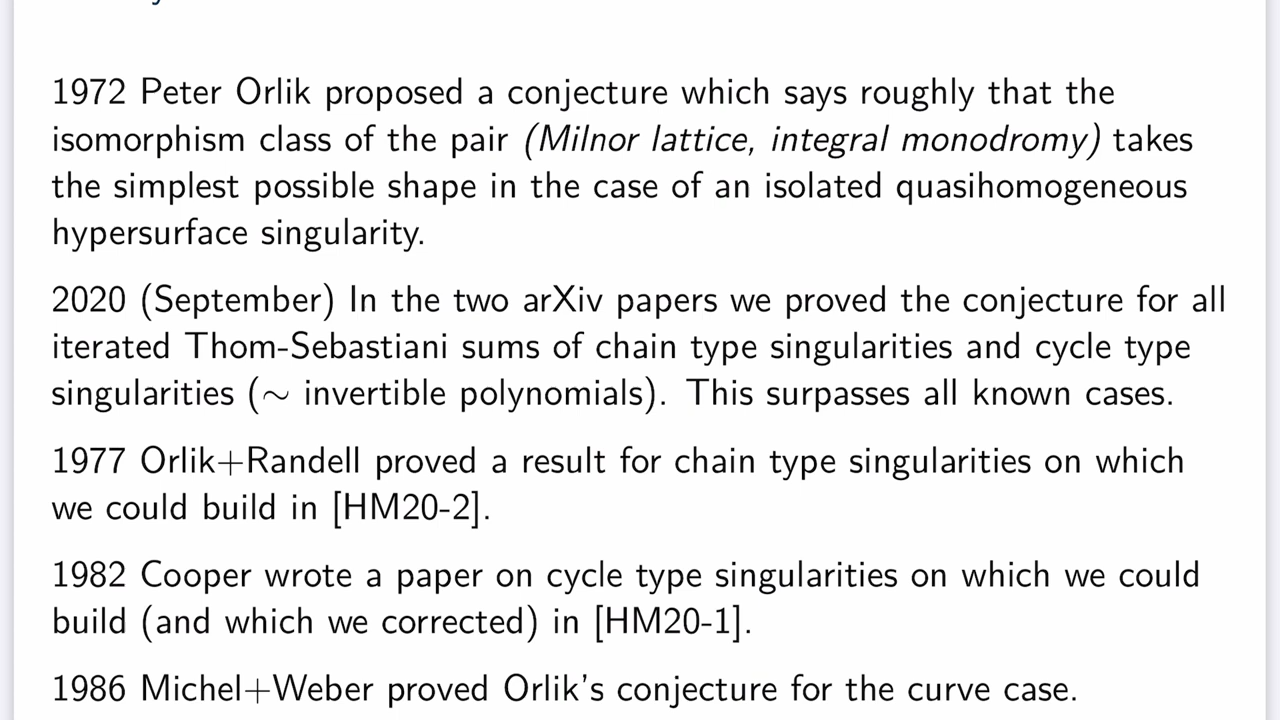 1972 Peter Orlik proposed a conjecture which says roughly that the
isomorphism class of the pair (Milnor lattice, integral monodromy) takes
the simplest possible shape in the case of an isolated quasihomogeneous
hypersurface singularity.
2020 (September) In the two arXiv papers we proved the conjecture for all
iterated Thom-Sebastiani sums of chain type singularities and cycle type
singularities (∼ invertible polynomials). This surpasses all known cases.
1977 Orlik+Randell proved a result for chain type singularities on which
we could build in [HM20-2].
1982 Cooper wrote a paper on cycle type singularities on which we could
build (and which we corrected) in [HM20-1].
1986 Michel+Weber proved Orlik's conjecture for the curve case.